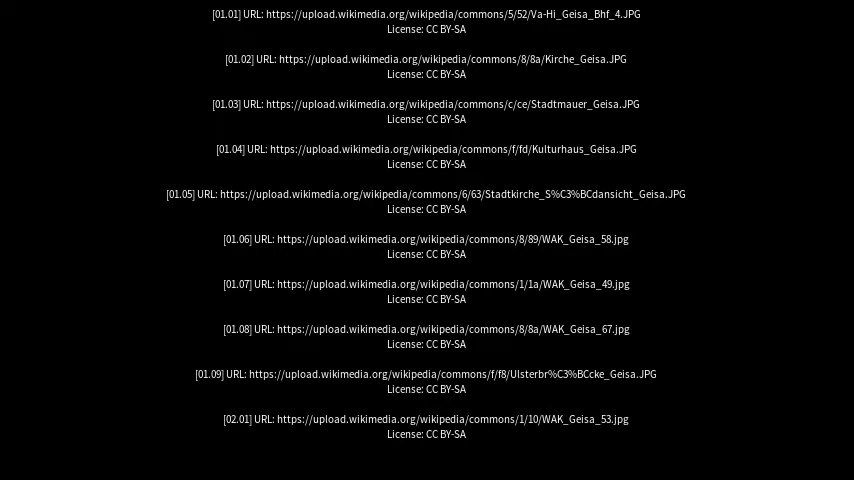 [01.01] URL: https://upload.wikimedia.org/wikipedia/commons/5/52/Va-Hi_Geisa_Bhf_4.JPG
License: CC BY-SA
[01.02] URL: https://upload.wikimedia.org/wikipedia/commons/8/8a/Kirche_Geisa.JPG
License: CC BY-SA
[01.03] URL: https://upload.wikimedia.org/wikipedia/commons/c/ce/Stadtmauer_Geisa.JPG
License: CC BY-SA
[01.04] URL: https://upload.wikimedia.org/wikipedia/commons/f/fd/Kulturhaus_Geisa.JPG
License: CC BY-SA
[01.05] URL: https://upload.wikimedia.org/wikipedia/commons/6/63/Stadtkirche_S%C3%BCdansicht_Geisa.JPG
License: CC BY-SA
[01.06] URL: https://upload.wikimedia.org/wikipedia/commons/8/89/WAK_Geisa_58.jpg
License: CC BY-SA
[01.07] URL: https://upload.wikimedia.org/wikipedia/commons/1/1a/WAK_Geisa_49.jpg
License: CC BY-SA
[01.08] URL: https://upload.wikimedia.org/wikipedia/commons/8/8a/WAK_Geisa_67.jpg
License: CC BY-SA
[01.09] URL: https://upload.wikimedia.org/wikipedia/commons/f/f8/Ulsterbr%C3%BCcke_Geisa.JPG
License: CC BY-SA
[02.01] URL: https://upload.wikimedia.org/wikipedia/commons/1/10/WAK_Geisa_53.jpg
License: CC BY-SA